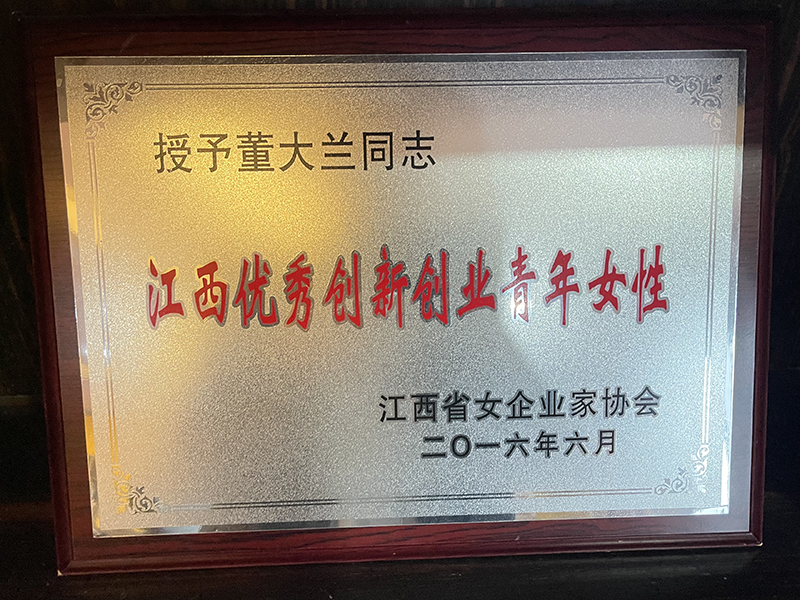 授予董大兰同志
江西优秀创新创业青年女性
江西省女企业家协会
二〇一六年六月